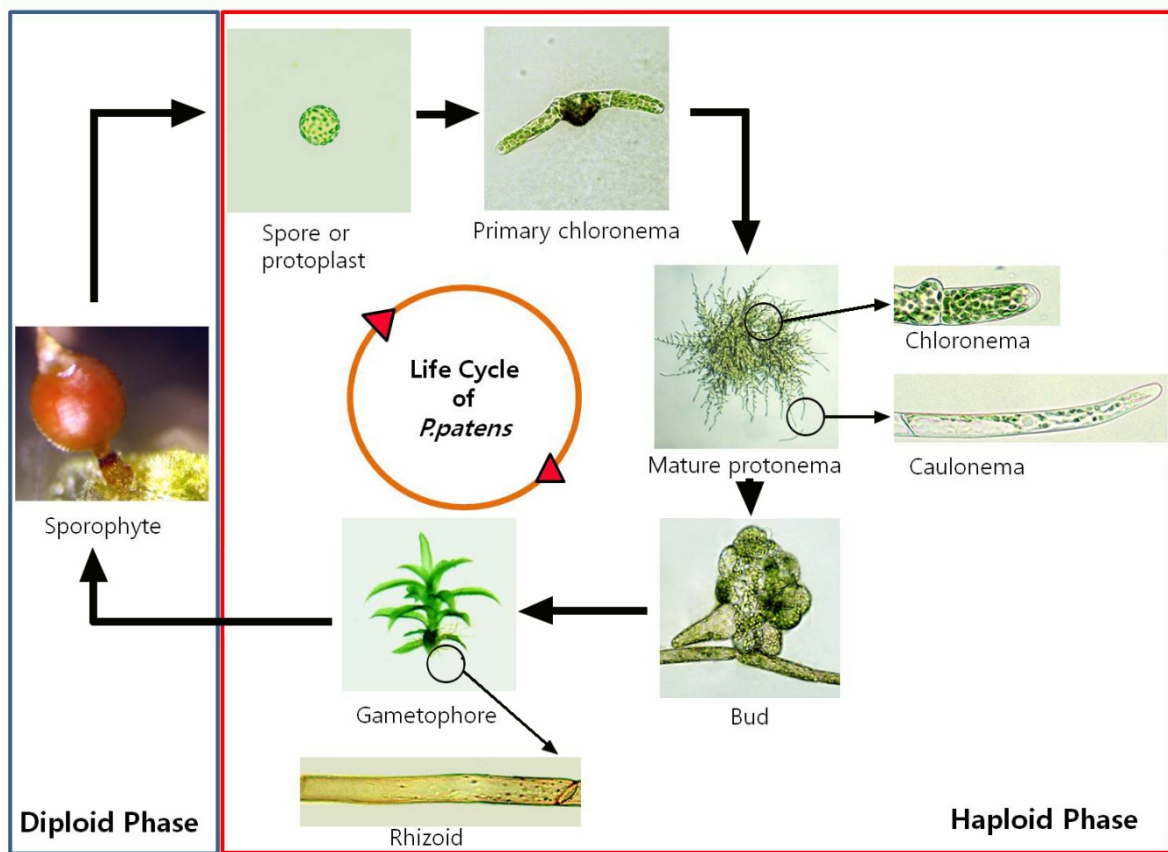 Spore or
protoplast
Primary chloronema
Chloronema
Life Cycle
of
P.patens
Mature protonema
Caulonema
Sporophyte
Gametophore
Bud
Rhizoid
Diploid Phase
Haploid Phase